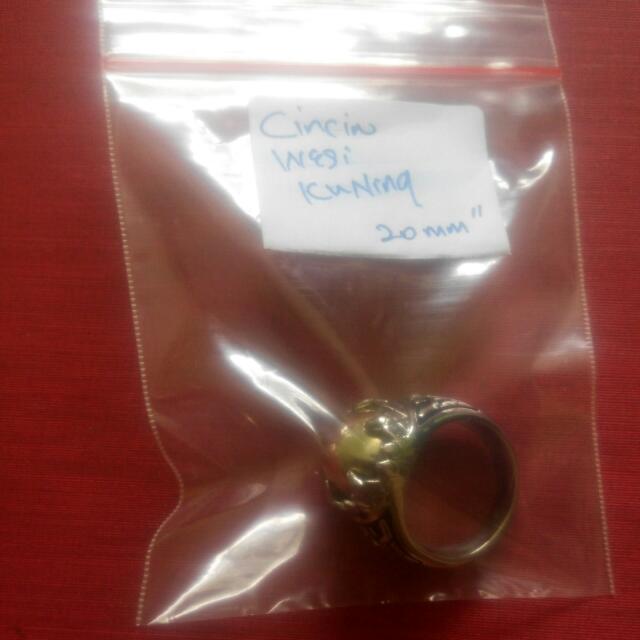 Cincin
Wesi
Kuning
20 mm"